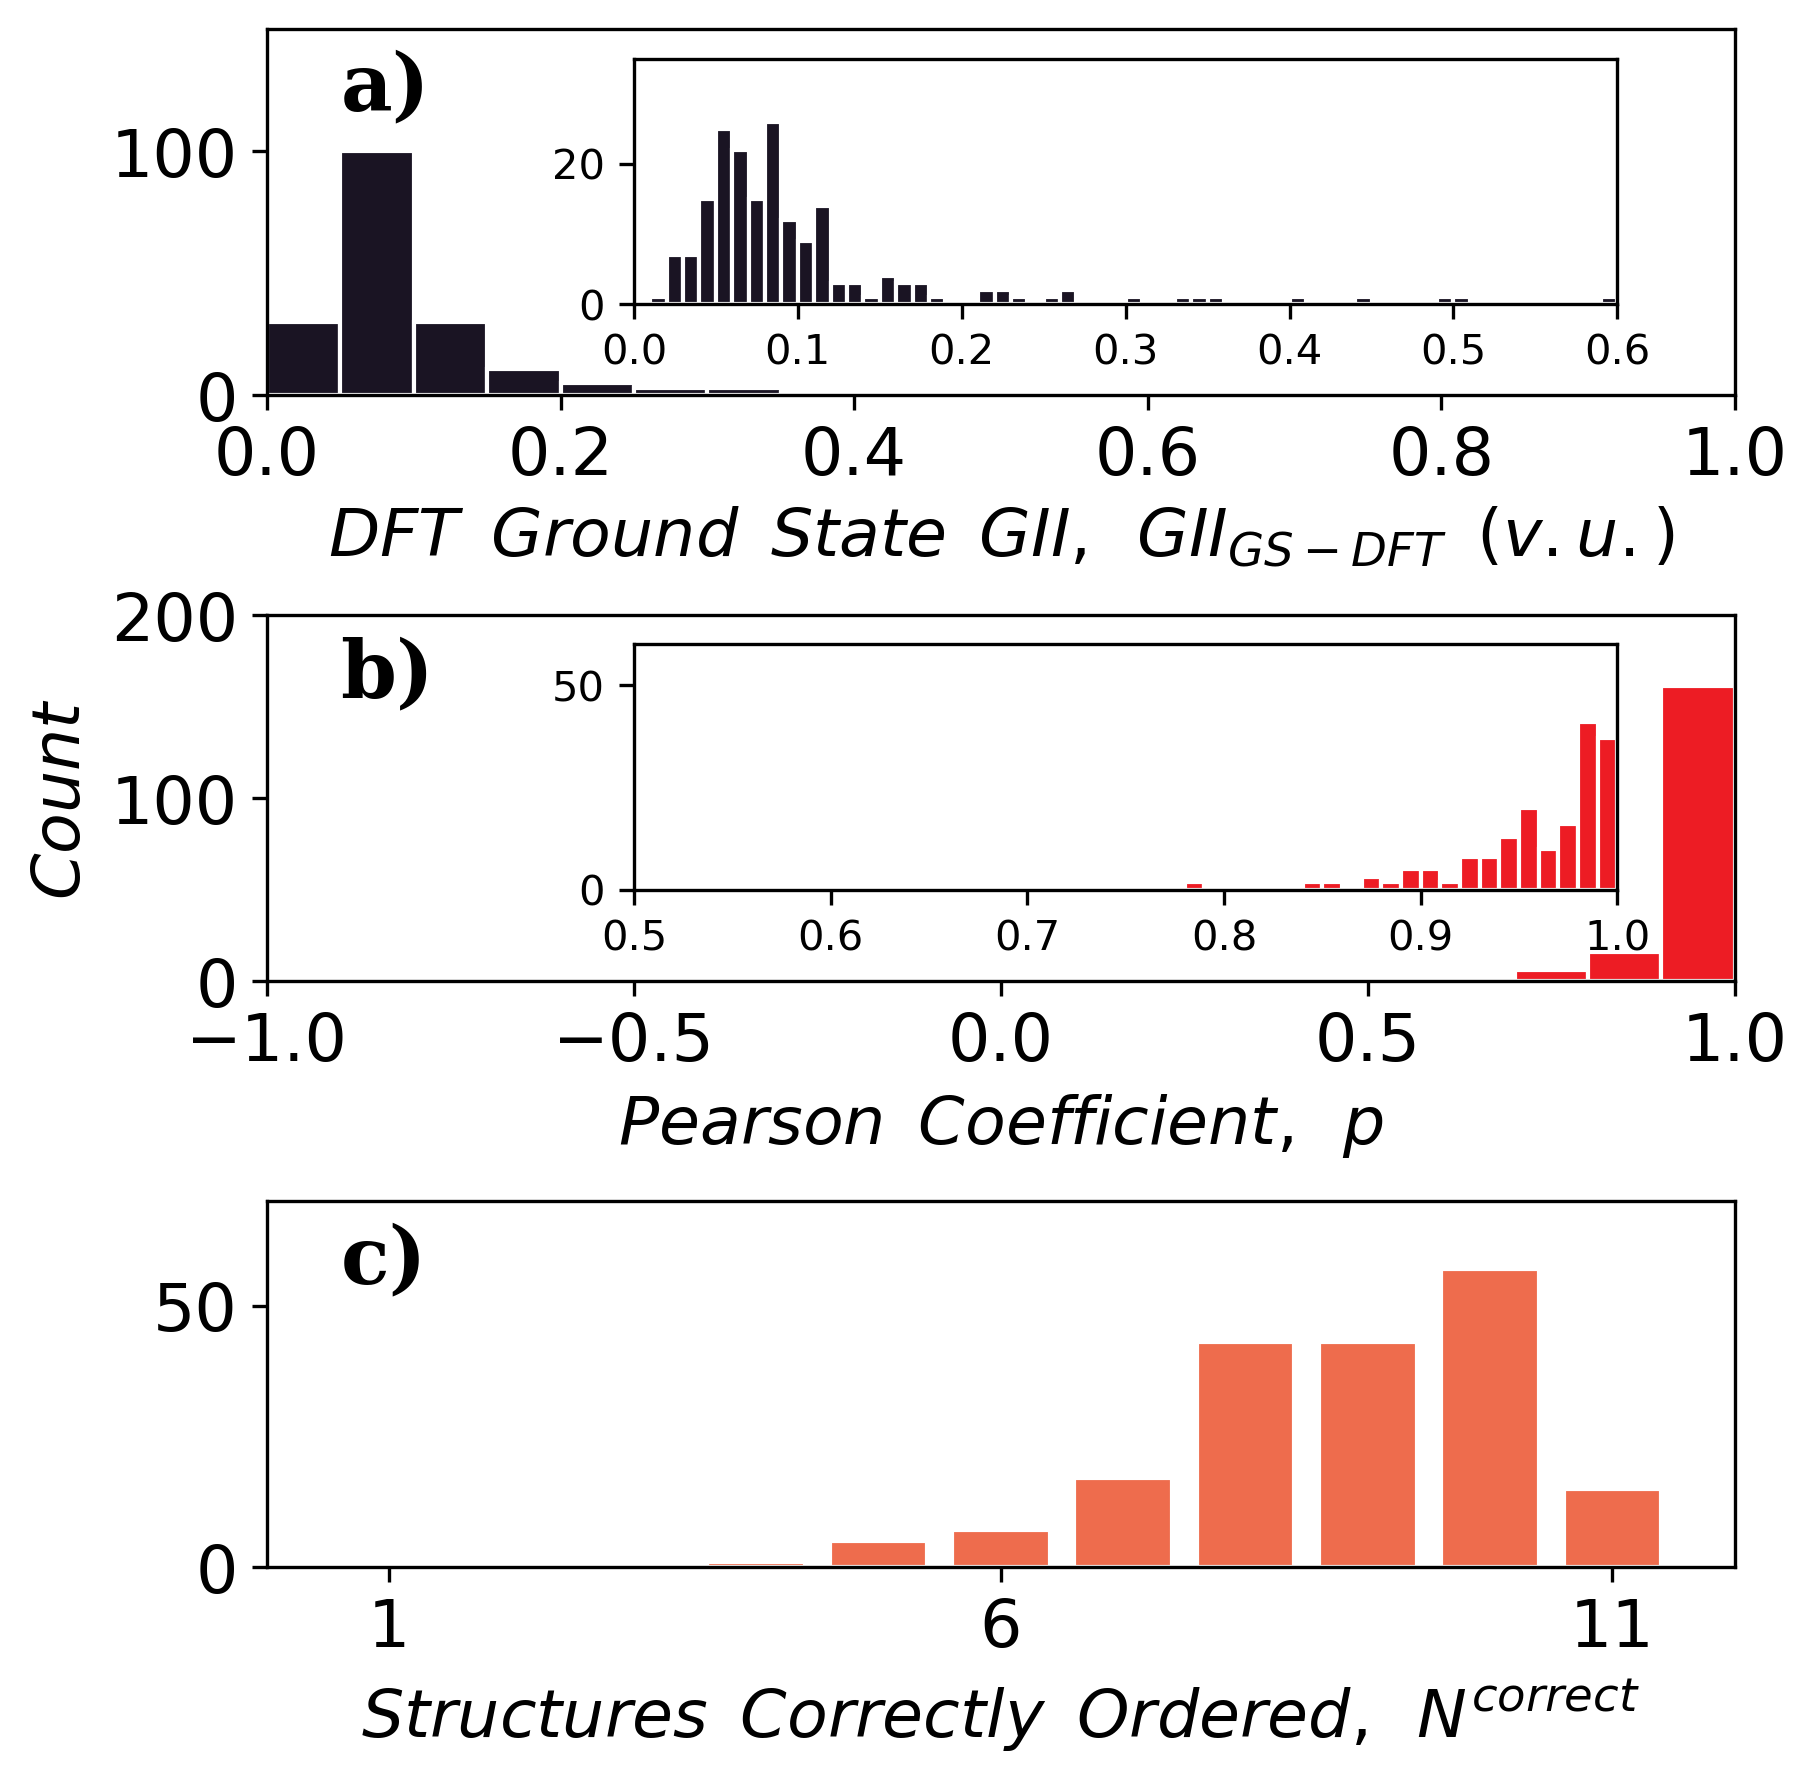 a)
100
0
20
0
0.0 0.1 0.2 0.3 0.4 0.5 0.6
0.0 0.2 0.4 0.6 0.8 1.0
DFT Ground State GII, GII_{GS-DFT} (v.u.)
Count
b)
200
100
0
50
0
0.5 0.6 0.7 0.8 0.9 1.0
−1.0 −0.5 0.0 0.5 1.0
Pearson Coefficient, p
c)
50
0
1 6 11
Structures Correctly Ordered, N^{correct}